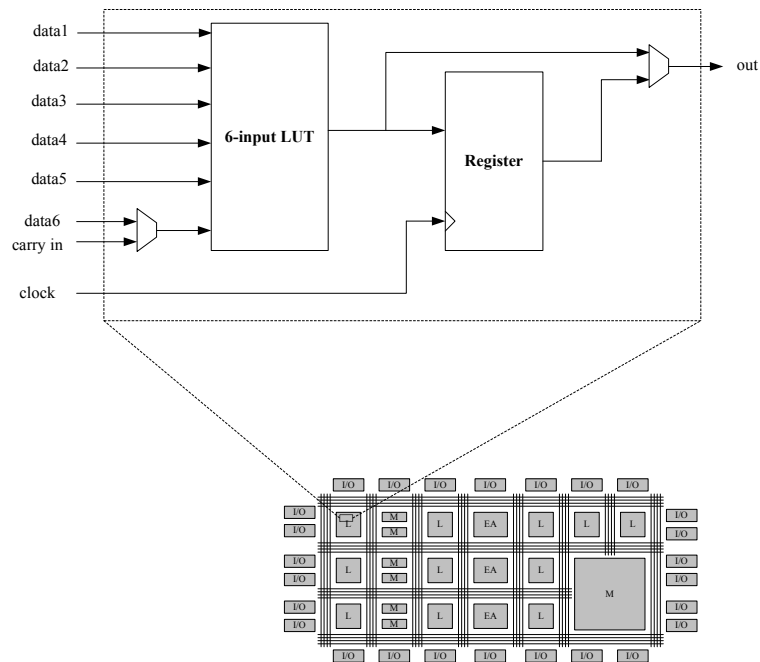 data1
data2
data3
data4
data5
data6
carry in
clock
6-input LUT
Register
out
I/O I/O I/O I/O I/O I/O I/O
I/O I/O
I/O I/O
L M L EA L L L
M
I/O I/O
L M L EA L M
M
I/O I/O
I/O I/O
L M L EA L
M
I/O I/O
I/O I/O I/O I/O I/O I/O I/O